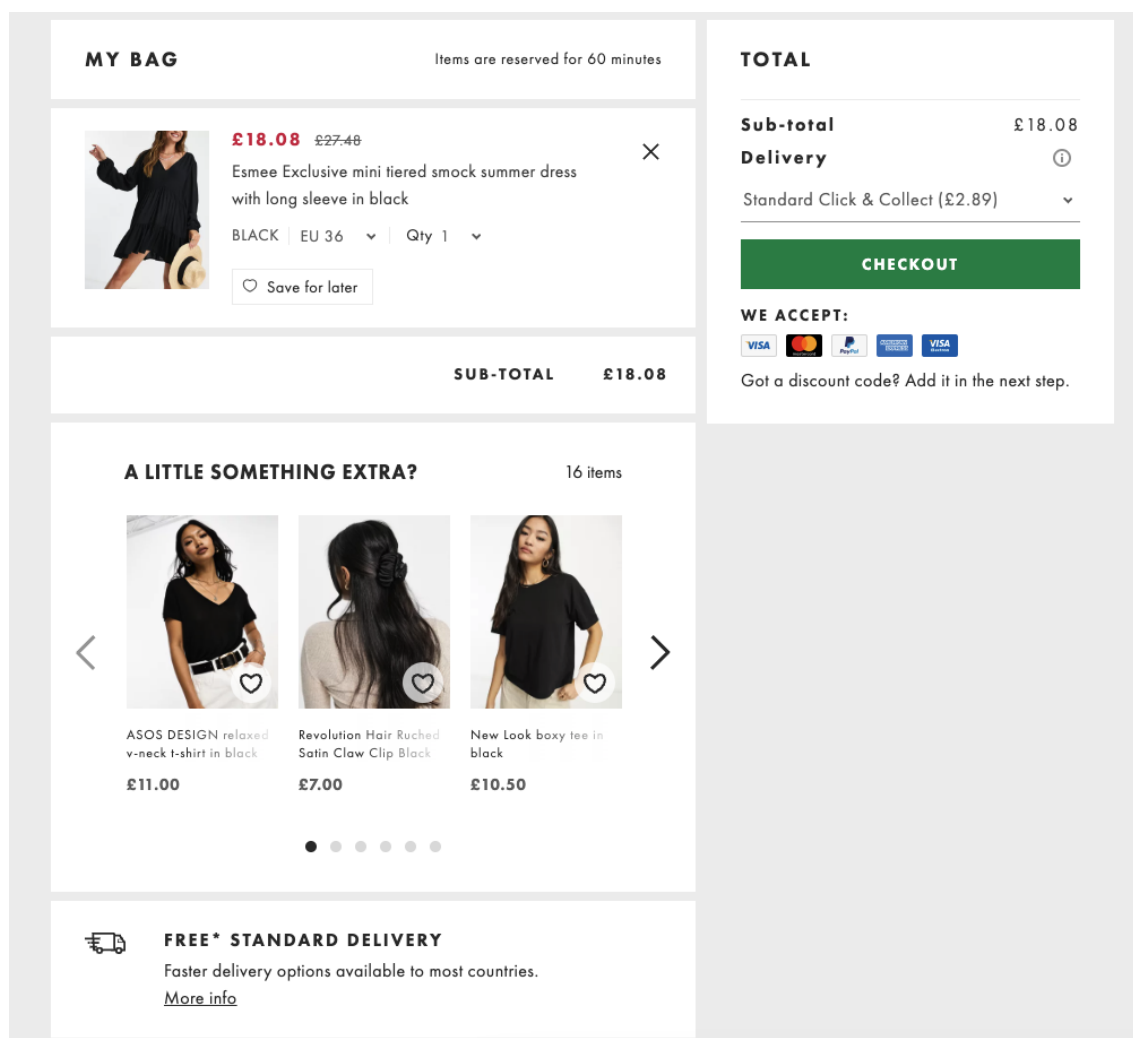 MY BAG
Items are reserved for 60 minutes
£18.08 £27.48
Esmee Exclusive mini tiered smock summer dress
with long sleeve in black
BLACK EU 36 Qty 1
Save for later
SUB-TOTAL £18.08
A LITTLE SOMETHING EXTRA?
16 items
ASOS DESIGN relaxed
v-neck t-shirt in black
£11.00
Revolution Hair Ruched
Satin Claw Clip Black
£7.00
New Look boxy tee in
black
£10.50
FREE* STANDARD DELIVERY
Faster delivery options available to most countries.
More info
TOTAL
Sub-total £18.08
Delivery
Standard Click & Collect (£2.89)
CHECKOUT
WE ACCEPT:
VISA
PayPal
VISA
Got a discount code? Add it in the next step.